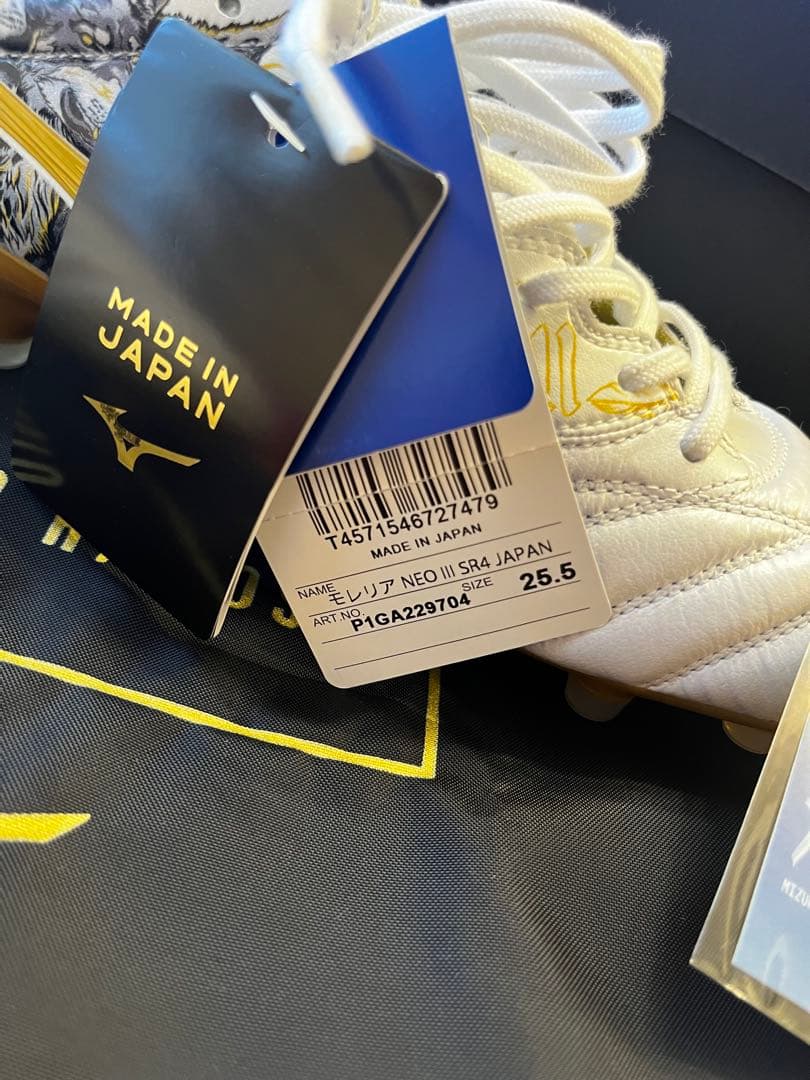 MADE IN
JAPAN
T4571546727479
MADE IN JAPAN
NAME モレリア NEO III SR4 JAPAN
ART.NO. P1GA229704 SIZE 25.5